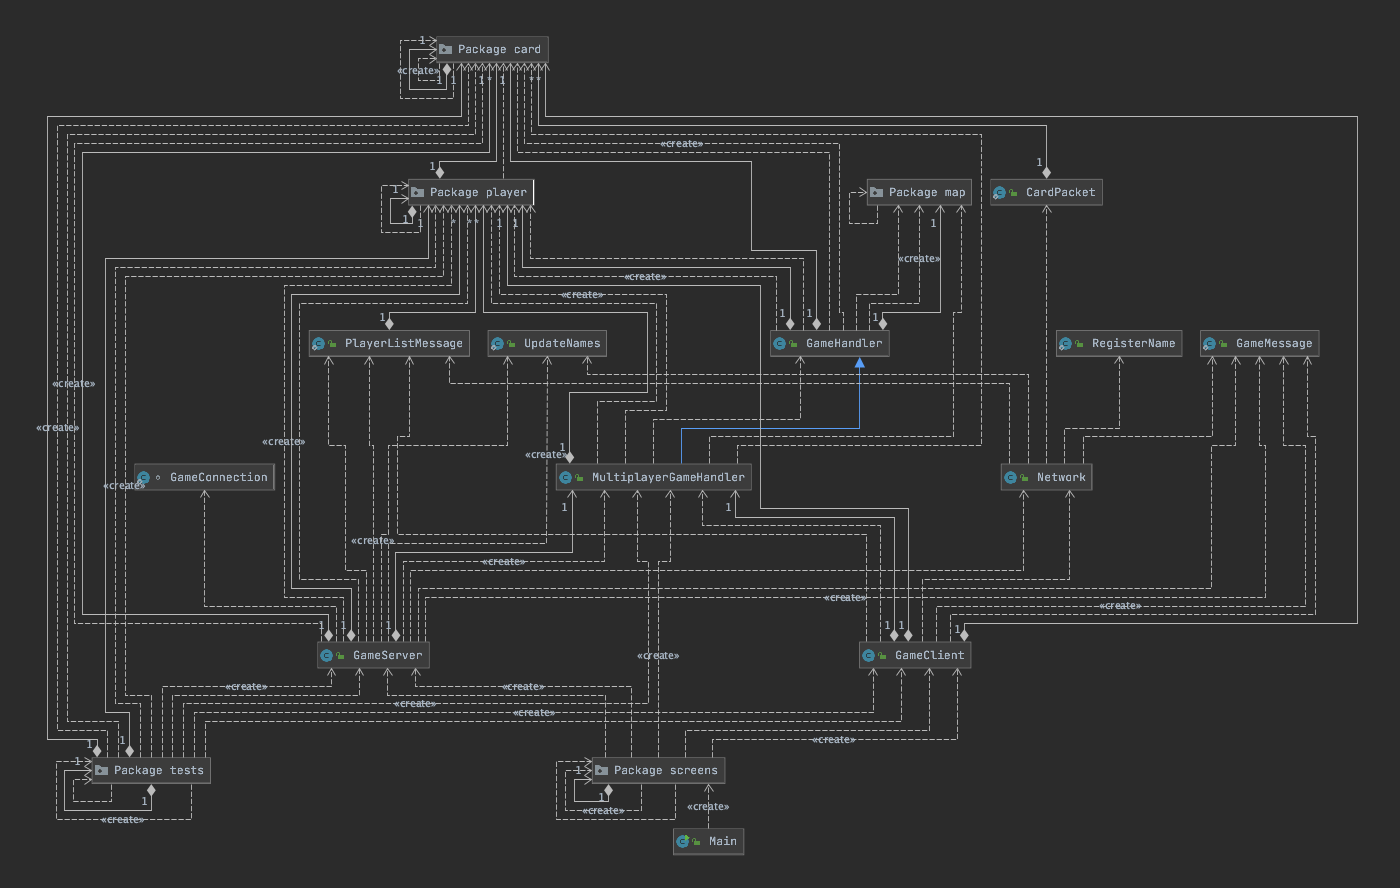 Package card
1
«create»
1
1
1
*
1
*
*
«create»
1
1
Package player
Package map
CardPacket
1
1
1
*
*
*
1
1
1
«create»
«create»
«create»
1
1
1
1
PlayerListMessage
UpdateNames
GameHandler
RegisterName
GameMessage
«create»
«create»
«create»
1
«create»
GameConnection
MultiplayerGameHandler
Network
«create»
1
1
«create»
«create»
«create»
«create»
1
1
1
1
1
1
GameServer
«create»
GameClient
«create»
«create»
«create»
«create»
«create»
1
1
1
Package tests
1
Package screens
1
1
«create»
«create»
«create»
Main